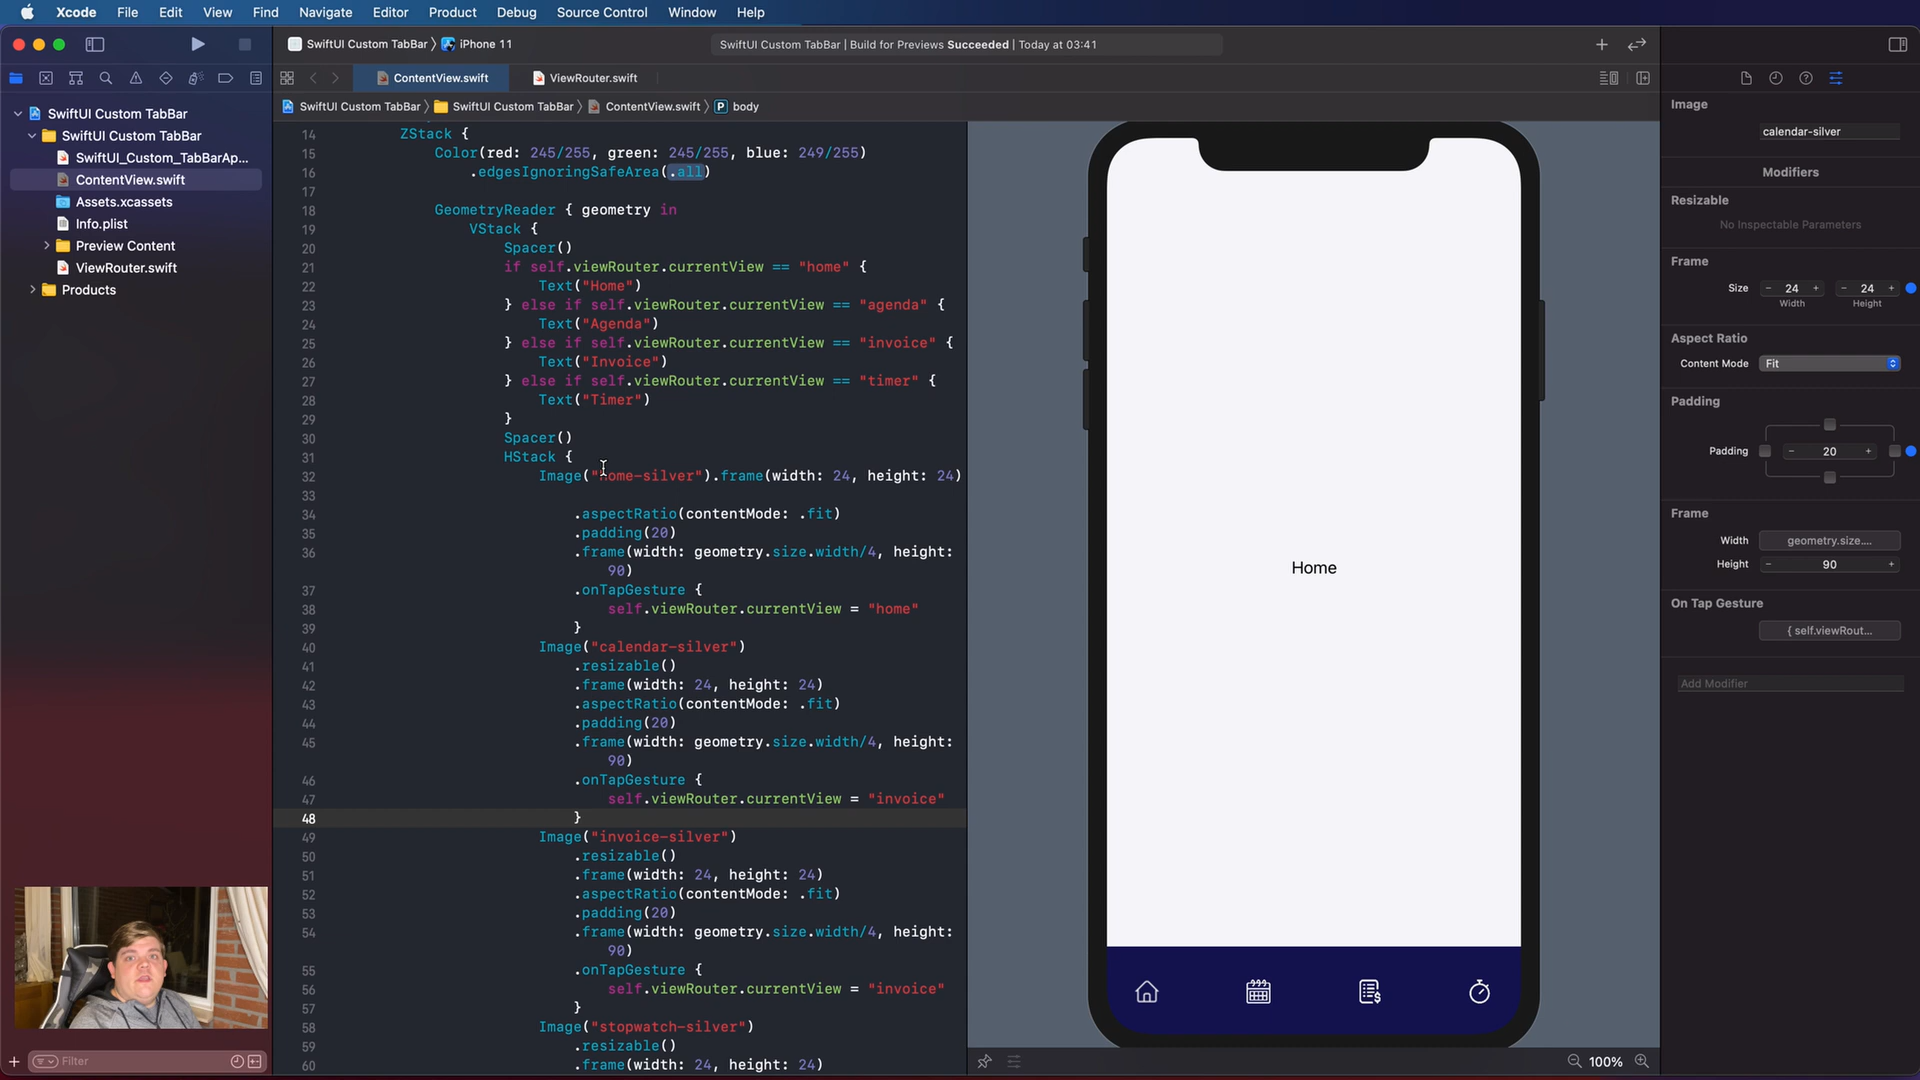 Xcode File Edit View Find Navigate Editor Product Debug Source Control Window Help
SwiftUI Custom TabBar iPhone 11
SwiftUI Custom TabBar | Build for Previews Succeeded | Today at 03:41
ContentView.swift
ViewRouter.swift
SwiftUI Custom TabBar SwiftUI Custom TabBar ContentView.swift P body
SwiftUI Custom TabBar
SwiftUI Custom TabBar
SwiftUI_Custom_TabBarAp...
ContentView.swift
Assets.xcassets
Info.plist
Preview Content
ViewRouter.swift
Products
Filter
14 ZStack {
15 Color(red: 245/255, green: 245/255, blue: 249/255)
16 .edgesIgnoringSafeArea(.all)
17
18 GeometryReader { geometry in
19 VStack {
20 Spacer()
21 if self.viewRouter.currentView == "home" {
22 Text("Home")
23 } else if self.viewRouter.currentView == "agenda" {
24 Text("Agenda")
25 } else if self.viewRouter.currentView == "invoice" {
26 Text("Invoice")
27 } else if self.viewRouter.currentView == "timer" {
28 Text("Timer")
29 }
30 Spacer()
31 HStack {
32 Image("home-silver").frame(width: 24, height: 24)
33
34 .aspectRatio(contentMode: .fit)
35 .padding(20)
36 .frame(width: geometry.size.width/4, height:
90)
37 .onTapGesture {
38 self.viewRouter.currentView = "home"
39 }
40 Image("calendar-silver")
41 .resizable()
42 .frame(width: 24, height: 24)
43 .aspectRatio(contentMode: .fit)
44 .padding(20)
45 .frame(width: geometry.size.width/4, height:
90)
46 .onTapGesture {
47 self.viewRouter.currentView = "invoice"
48 }
49 Image("invoice-silver")
50 .resizable()
51 .frame(width: 24, height: 24)
52 .aspectRatio(contentMode: .fit)
53 .padding(20)
54 .frame(width: geometry.size.width/4, height:
90)
55 .onTapGesture {
56 self.viewRouter.currentView = "invoice"
57 }
58 Image("stopwatch-silver")
59 .resizable()
60 .frame(width: 24, height: 24)
Home
100%
Image
calendar-silver
Modifiers
Resizable
No Inspectable Parameters
Frame
Size − 24 + − 24 +
Width Height
Aspect Ratio
Content Mode Fit
Padding
Padding − 20 +
Frame
Width geometry.size....
Height − 90 +
On Tap Gesture
{ self.viewRout...
Add Modifier